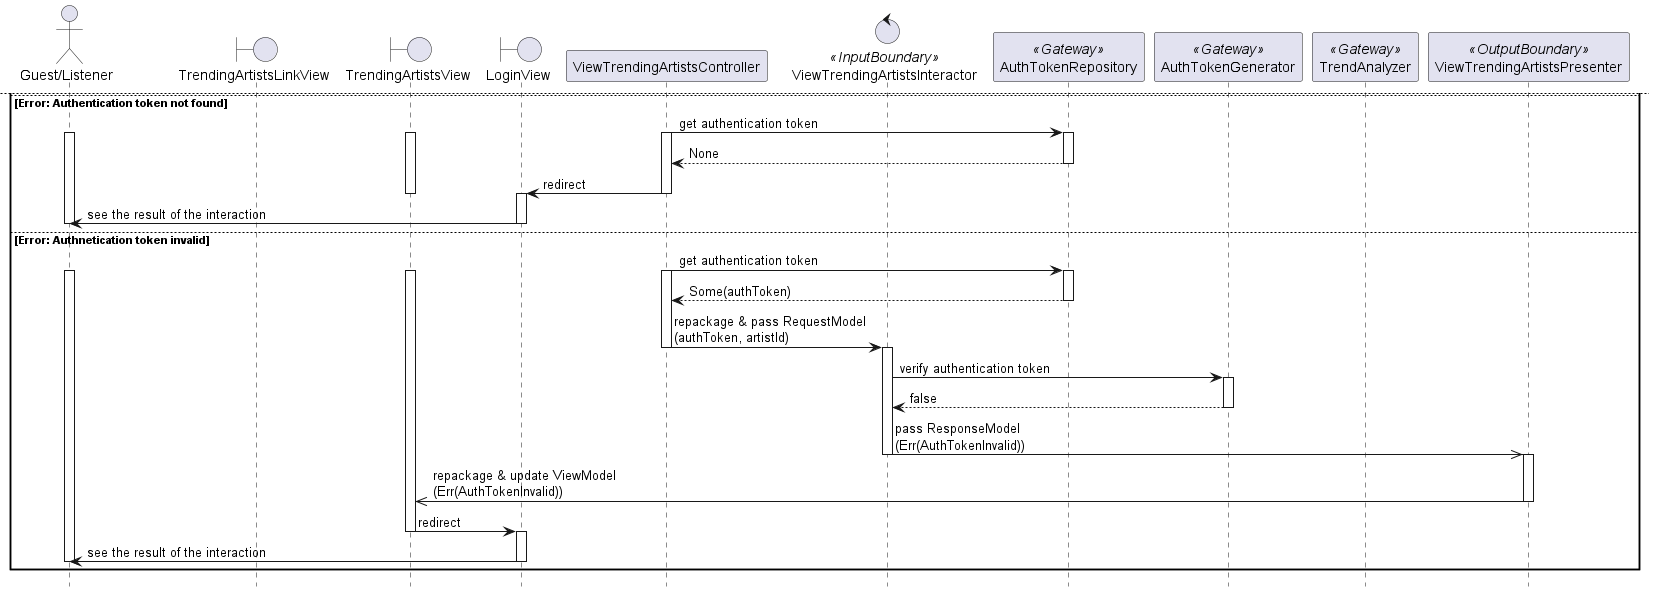 Guest/Listener
TrendingArtistsLinkView
TrendingArtistsView
LoginView
ViewTrendingArtistsController
«InputBoundary»
ViewTrendingArtistsInteractor
«Gateway»
AuthTokenRepository
«Gateway»
AuthTokenGenerator
«Gateway»
TrendAnalyzer
«OutputBoundary»
ViewTrendingArtistsPresenter
[Error: Authentication token not found]
get authentication token
None
redirect
see the result of the interaction
[Error: Authnetication token invalid]
get authentication token
Some(authToken)
repackage & pass RequestModel
(authToken, artistId)
verify authentication token
false
pass ResponseModel
(Err(AuthTokenInvalid))
repackage & update ViewModel
(Err(AuthTokenInvalid))
redirect
see the result of the interaction